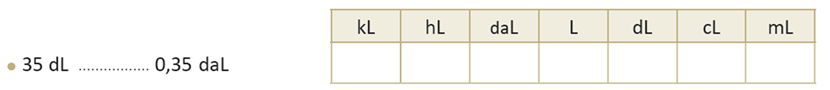 kL hL daL L dL cL mL
• 35 dL ................. 0,35 daL